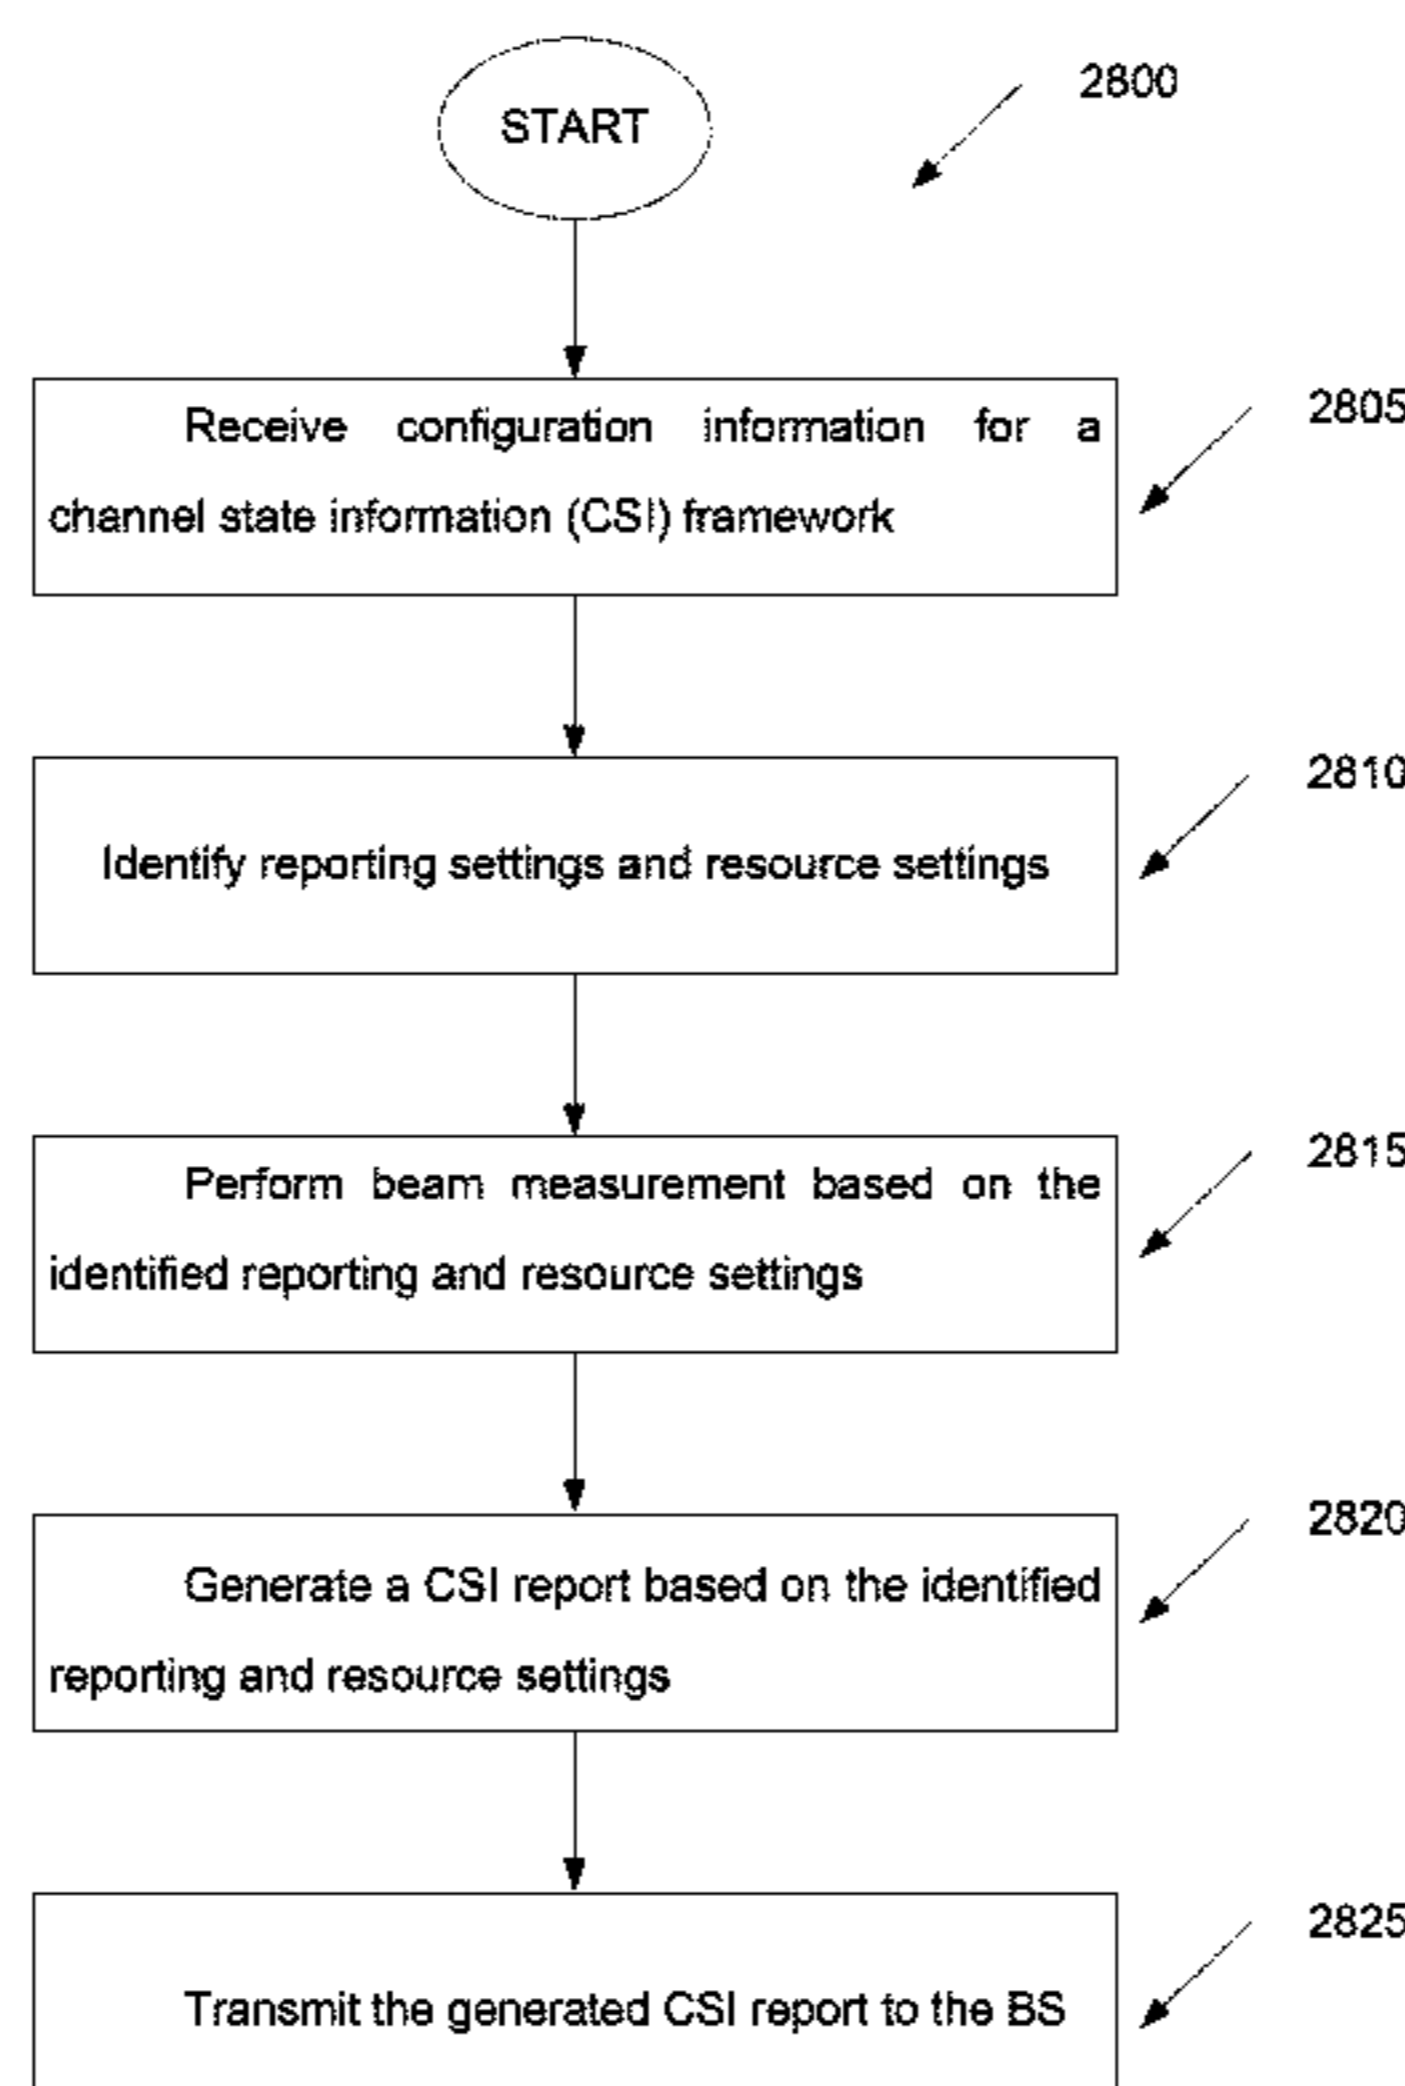 START
2800
Receive configuration information for a
channel state information (CSI) framework
2805
Identify reporting settings and resource settings
2810
Perform beam measurement based on the
identified reporting and resource settings
2815
Generate a CSI report based on the identified
reporting and resource settings
2820
Transmit the generated CSI report to the BS
2825